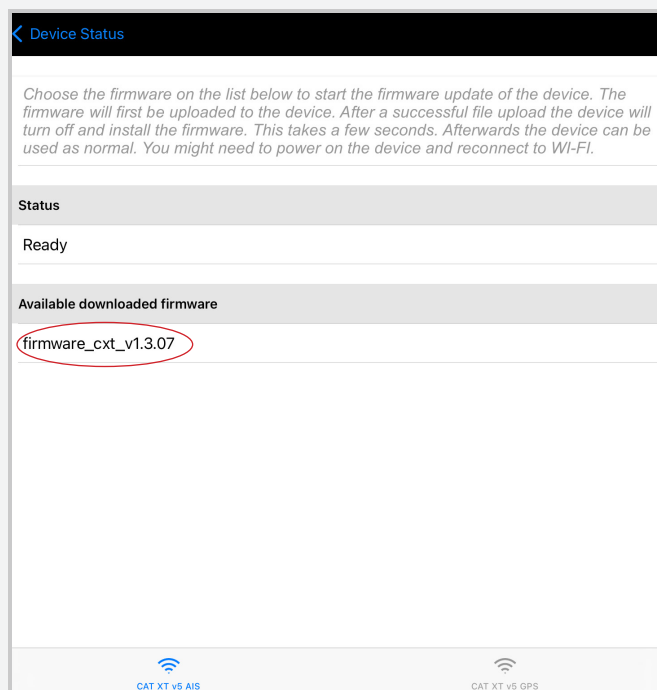 Device Status
Choose the firmware on the list below to start the firmware update of the device. The
firmware will first be uploaded to the device. After a successful file upload the device will
turn off and install the firmware. This takes a few seconds. Afterwards the device can be
used as normal. You might need to power on the device and reconnect to WI-FI.
Status
Ready
Available downloaded firmware
firmware_cxt_v1.3.07
CAT XT v5 AIS
CAT XT v5 GPS